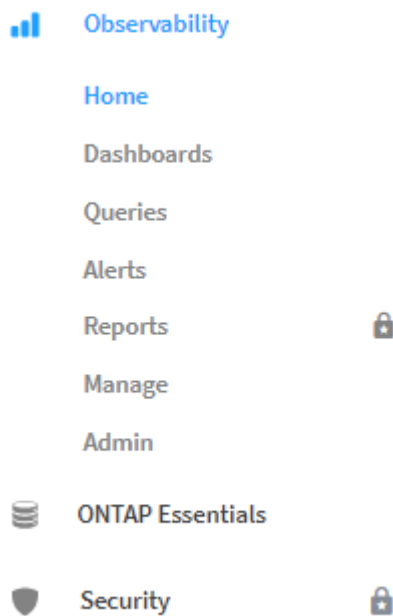 Observability
Home
Dashboards
Queries
Alerts
Reports
Manage
Admin
ONTAP Essentials
Security